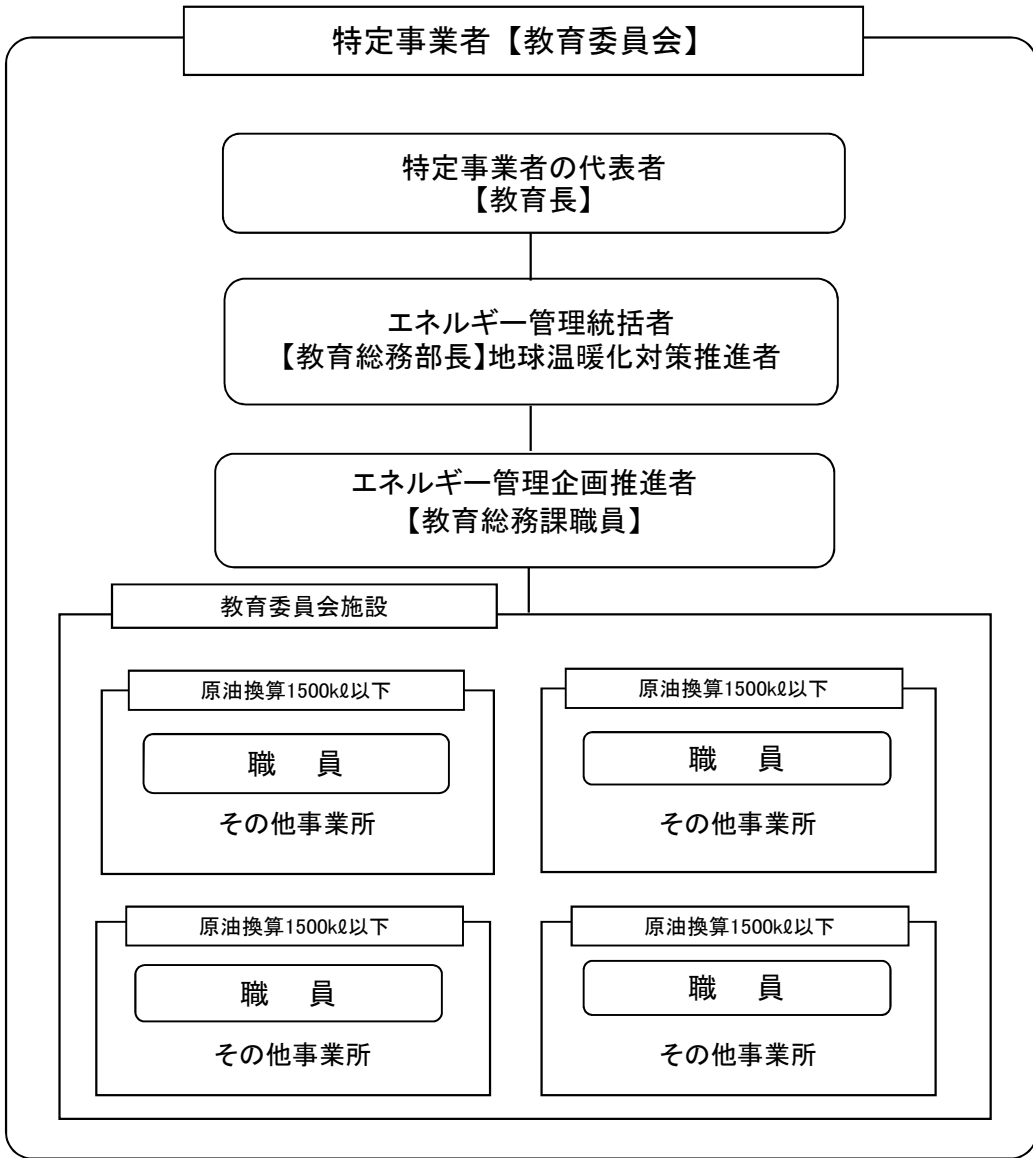 特定事業者【教育委員会】
特定事業者の代表者
【教育長】
エネルギー管理統括者
【教育総務部長】地球温暖化対策推進者
エネルギー管理企画推進者
【教育総務課職員】
教育委員会施設
原油換算1500kℓ以下
職　員
その他事業所
原油換算1500kℓ以下
職　員
その他事業所
原油換算1500kℓ以下
職　員
その他事業所
原油換算1500kℓ以下
職　員
その他事業所